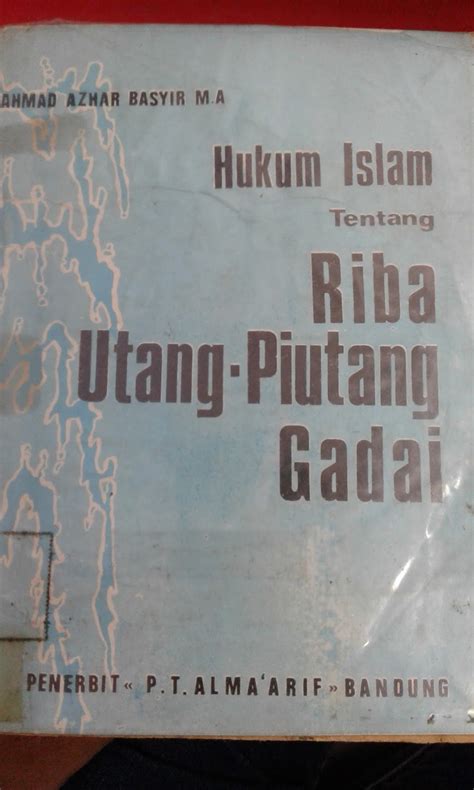 AHMAD AZHAR BASYIR M.A
Hukum Islam
Tentang
Riba
Utang-Piutang
Gadai
PENERBIT « P.T. ALMA'ARIF » BANDUNG